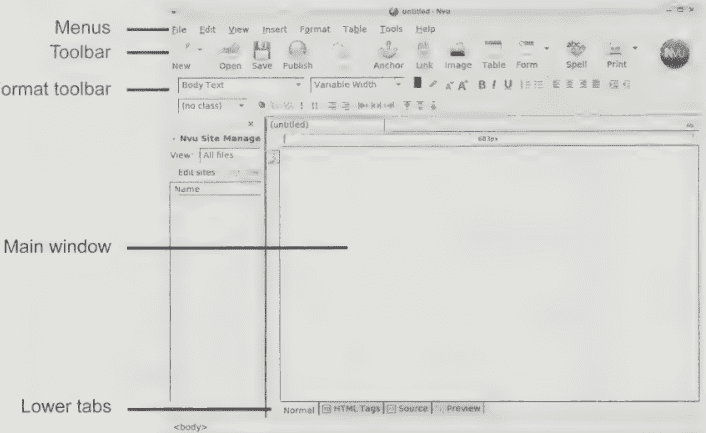 untitled - Nvu
Menus
File Edit View Insert Format Table Tools Help
Toolbar
New Open Save Publish Anchor Link Image Table Form Spell Print
NVU
ormat toolbar
Body Text Variable Width B I U
(no class)
(untitled)
Nvu Site Manage
683px
View: All files
Edit sites
Name
Main window
Lower tabs
Normal HTML Tags Source Preview
<body>